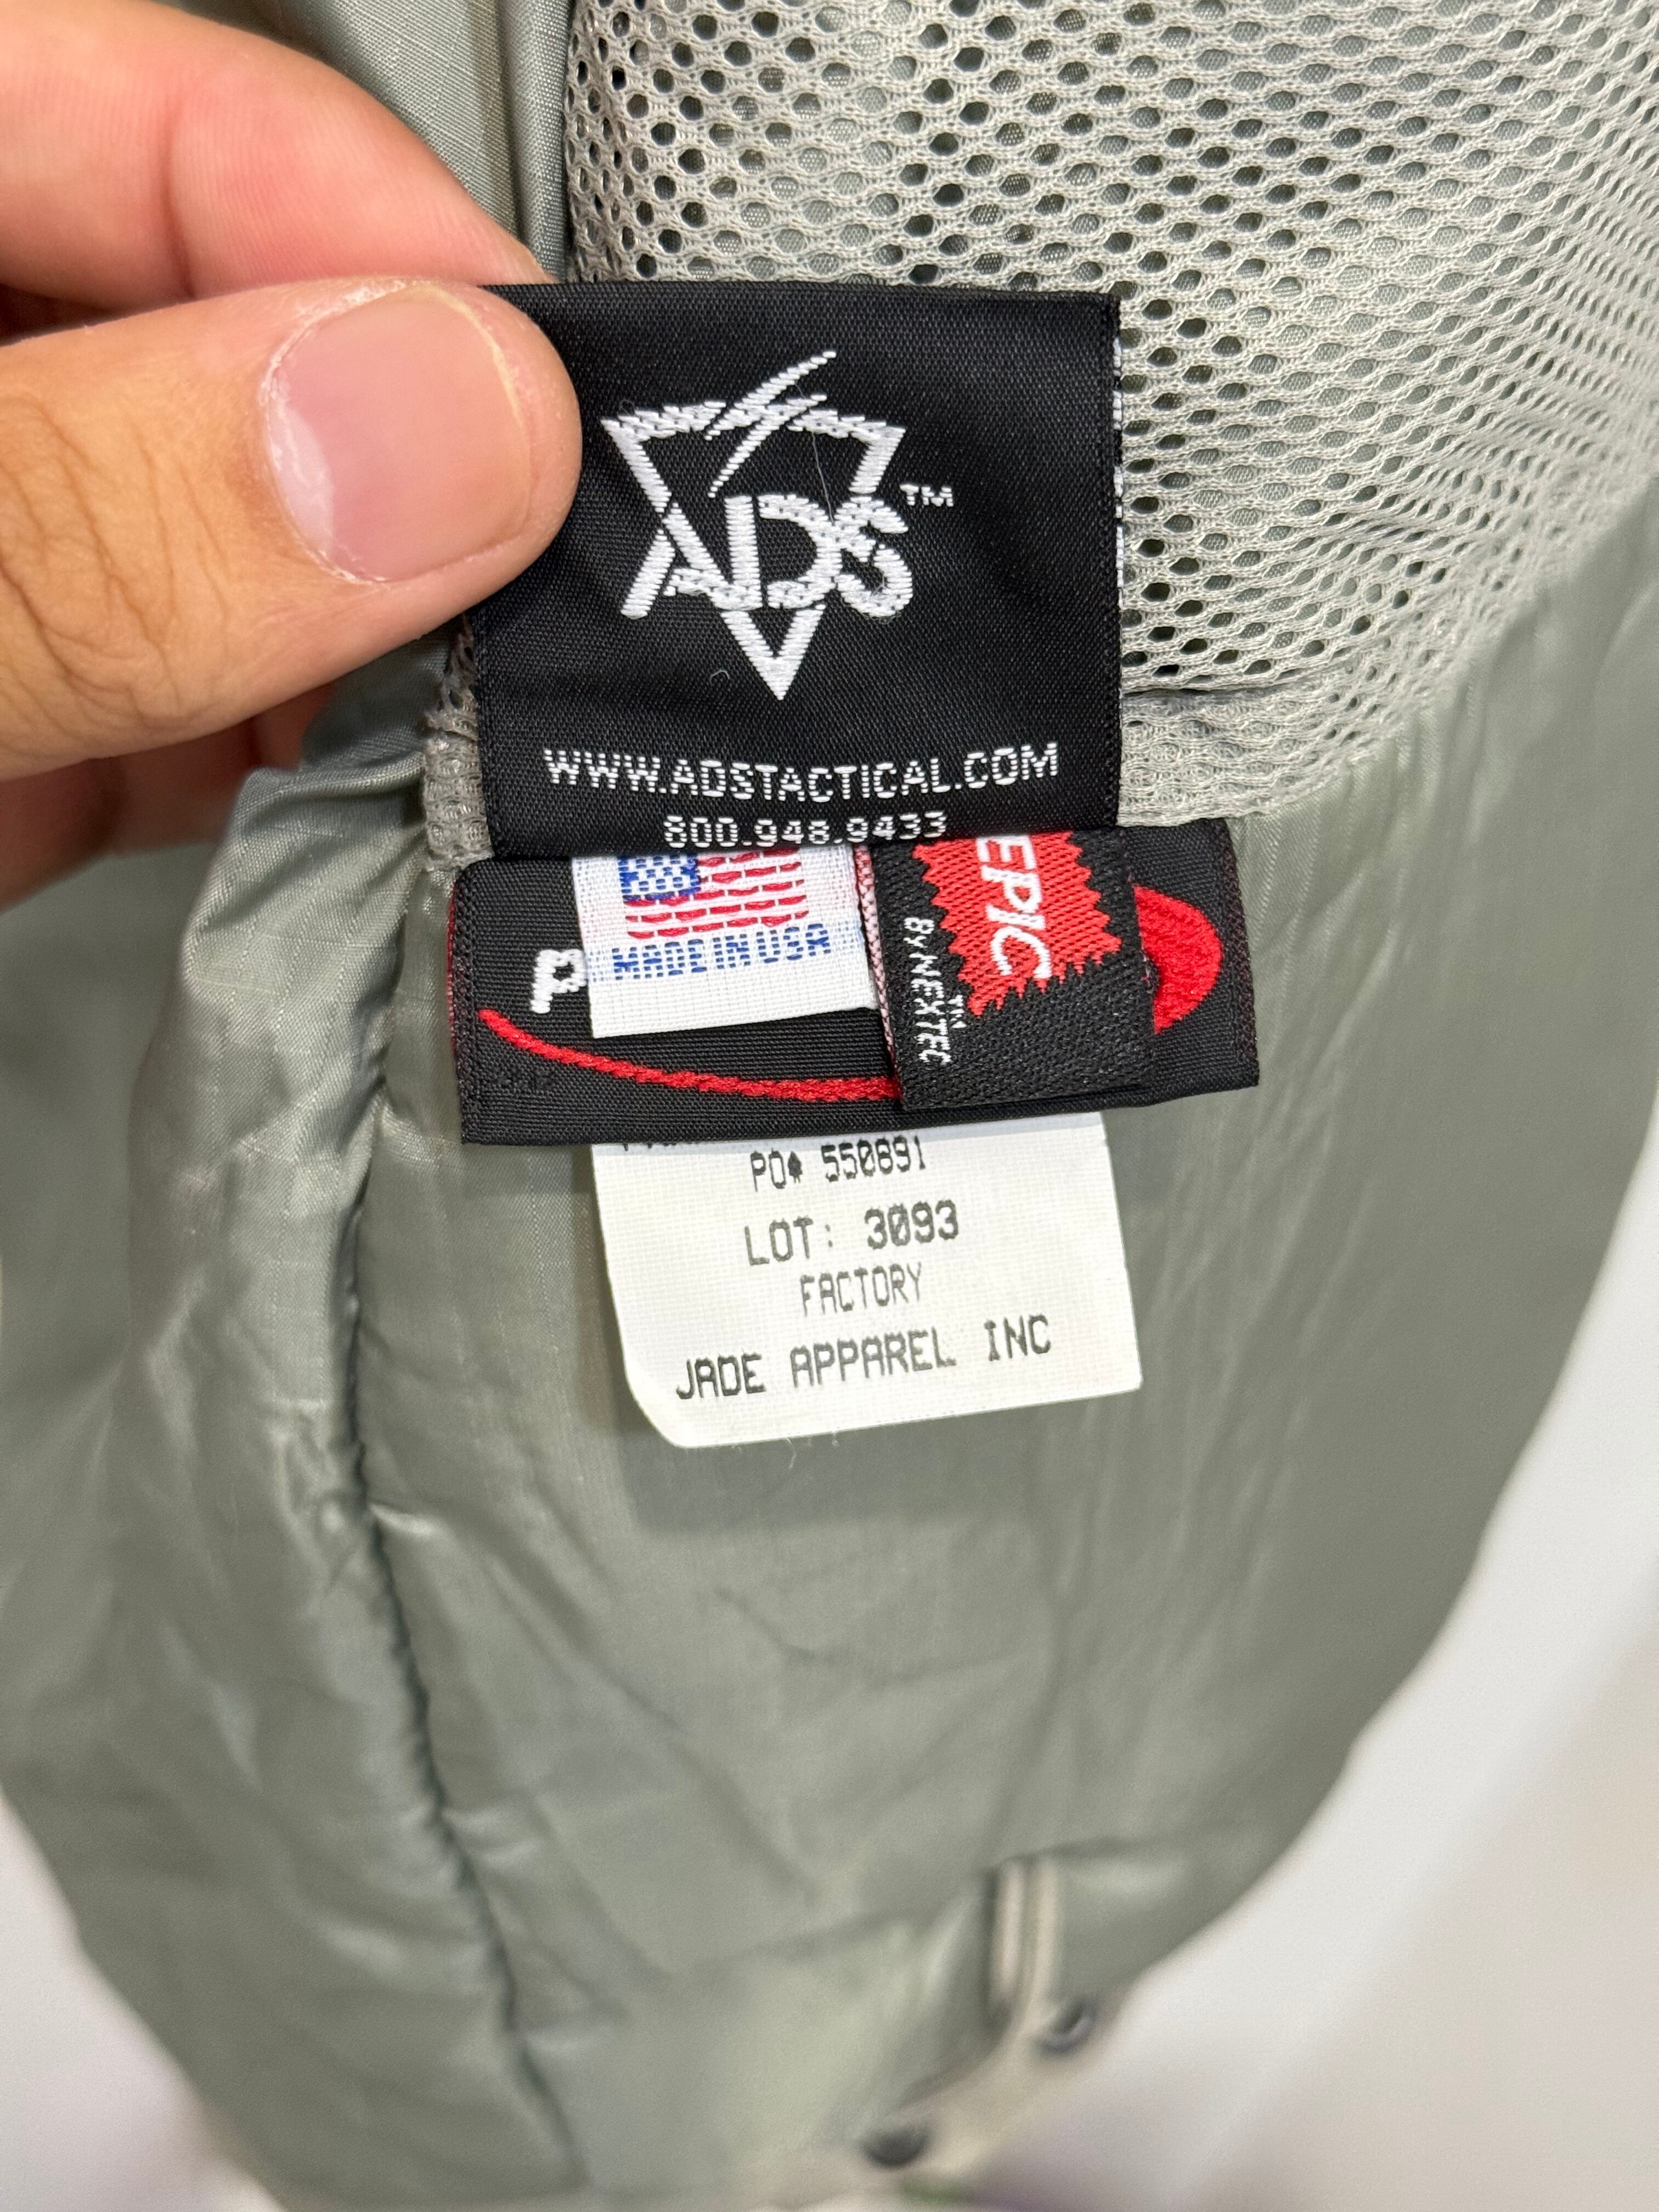 ADS™
WWW.ADSTACTICAL.COM
800.948.9433
P
MADE IN USA
EPIC
By NEXTEC™
PO# 550891
LOT: 3093
FACTORY
JADE APPAREL INC